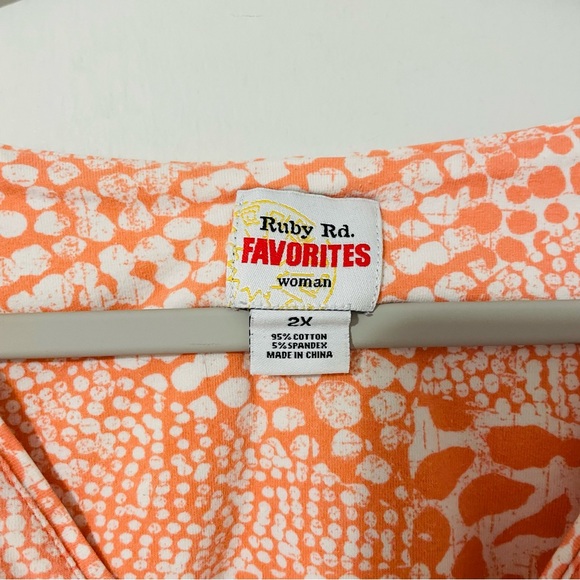 Ruby Rd.
FAVORITES
woman
2X
95% COTTON
5% SPANDEX
MADE IN CHINA